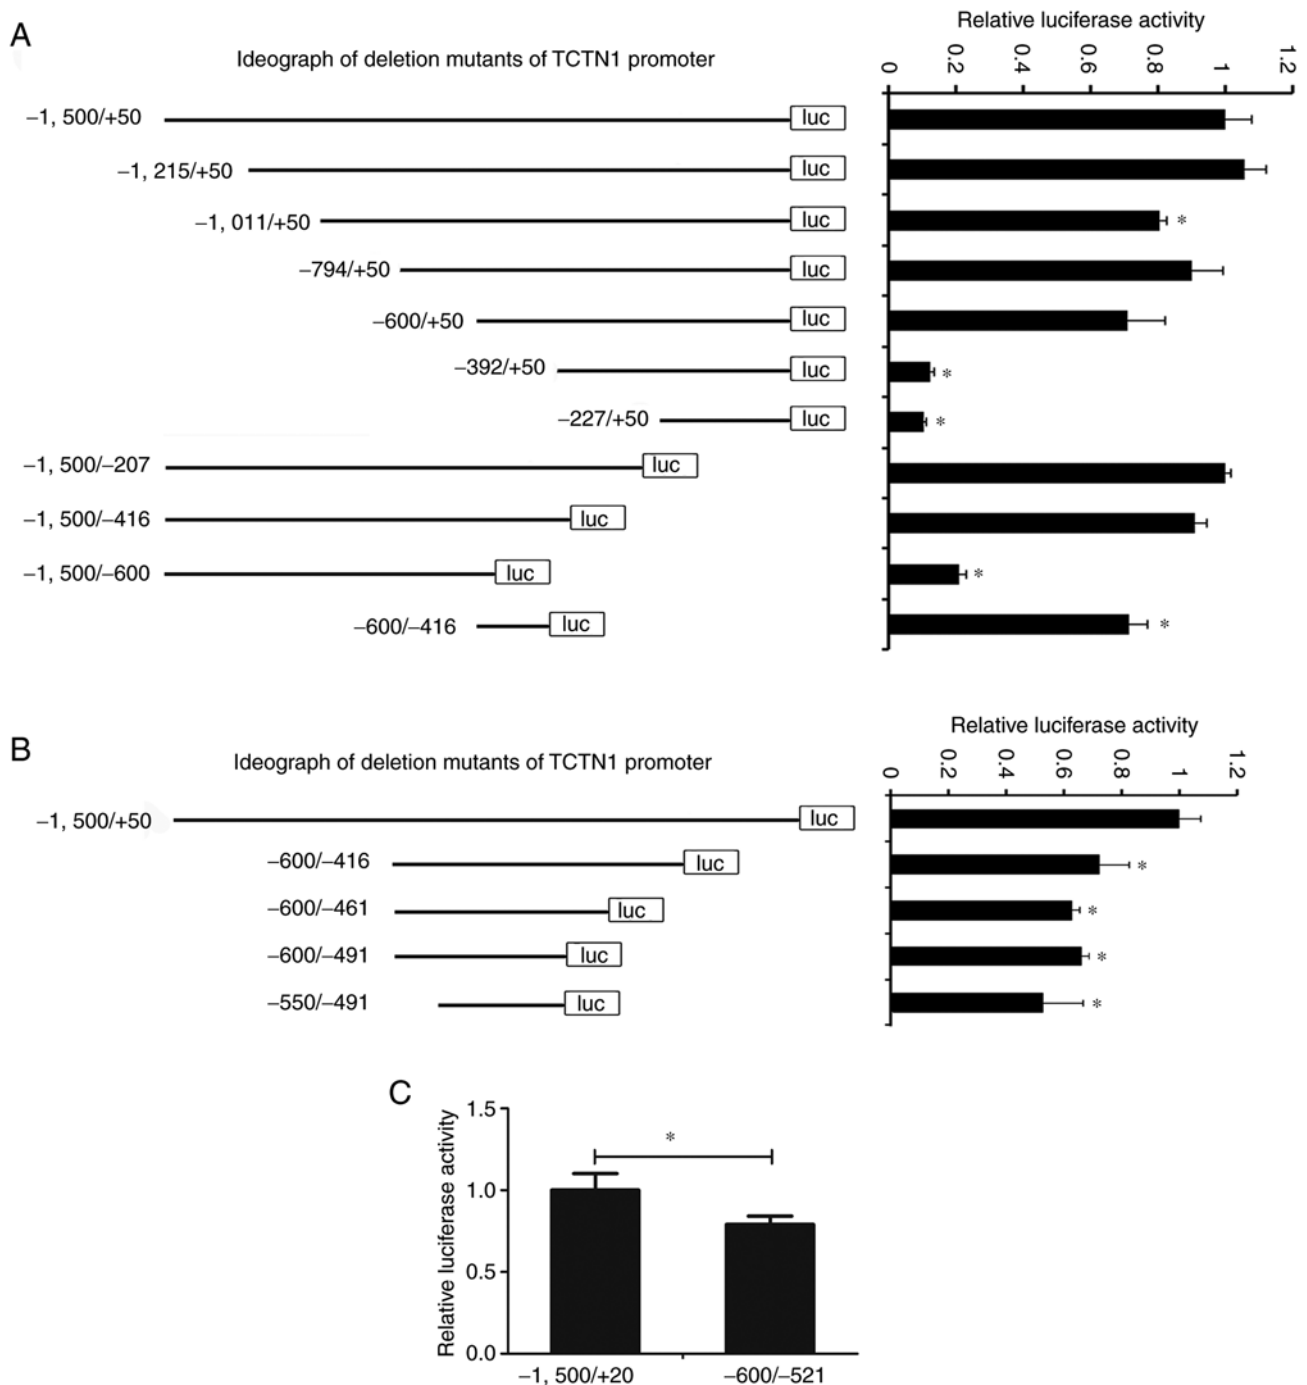 A
Ideograph of deletion mutants of TCTN1 promoter
Relative luciferase activity
0 0.2 0.4 0.6 0.8 1 1.2
−1, 500/+50 luc
−1, 215/+50 luc
−1, 011/+50 luc *
−794/+50 luc
−600/+50 luc
−392/+50 luc *
−227/+50 luc *
−1, 500/−207 luc
−1, 500/−416 luc
−1, 500/−600 luc *
−600/−416 luc *
B
Ideograph of deletion mutants of TCTN1 promoter
Relative luciferase activity
0 0.2 0.4 0.6 0.8 1 1.2
−1, 500/+50 luc
−600/−416 luc *
−600/−461 luc *
−600/−491 luc *
−550/−491 luc *
C
Relative luciferase activity
1.5
1.0
0.5
0.0
*
−1, 500/+20 −600/−521